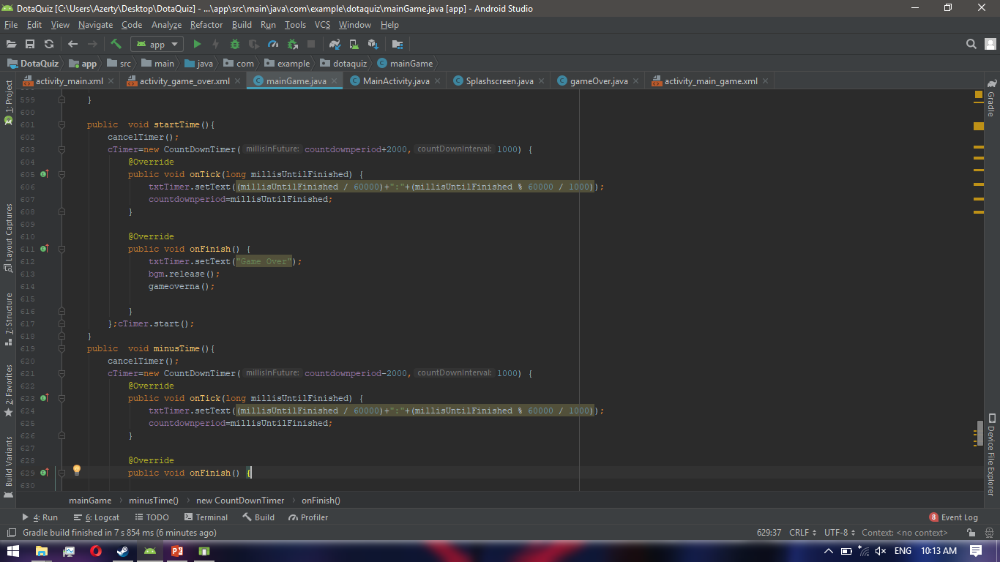 DotaQuiz [C:\Users\Azerty\Desktop\DotaQuiz] - ...\app\src\main\java\com\example\dotaquiz\mainGame.java [app] - Android Studio
File Edit View Navigate Code Analyze Refactor Build Run Tools VCS Window Help
app
DotaQuiz app src main java com example dotaquiz mainGame
activity_main.xml activity_game_over.xml mainGame.java MainActivity.java Splashscreen.java gameOver.java activity_main_game.xml
1: Project
Layout Captures
7: Structure
2: Favorites
Build Variants
599 }
600
601 public  void startTime(){
602 cancelTimer();
603 cTimer=new CountDownTimer( millisInFuture: countdownperiod+2000, countDownInterval: 1000) {
604 @Override
605 public void onTick(long millisUntilFinished) {
606 txtTimer.setText((millisUntilFinished / 60000)+":"+(millisUntilFinished % 60000 / 1000));
607 countdownperiod=millisUntilFinished;
608 }
609
610 @Override
611 public void onFinish() {
612 txtTimer.setText("Game Over");
613 bgm.release();
614 gameoverna();
615
616 }
617 };cTimer.start();
618 }
619 public  void minusTime(){
620 cancelTimer();
621 cTimer=new CountDownTimer( millisInFuture: countdownperiod-2000, countDownInterval: 1000) {
622 @Override
623 public void onTick(long millisUntilFinished) {
624 txtTimer.setText((millisUntilFinished / 60000)+":"+(millisUntilFinished % 60000 / 1000));
625 countdownperiod=millisUntilFinished;
626 }
627
628 @Override
629 public void onFinish() {
630
Gradle
Device File Explorer
mainGame minusTime() new CountDownTimer onFinish()
4: Run 6: Logcat TODO Terminal Build Profiler 8 Event Log
Gradle build finished in 7 s 854 ms (6 minutes ago) 629:37 CRLF UTF-8 Context: <no context>
ENG 10:13 AM